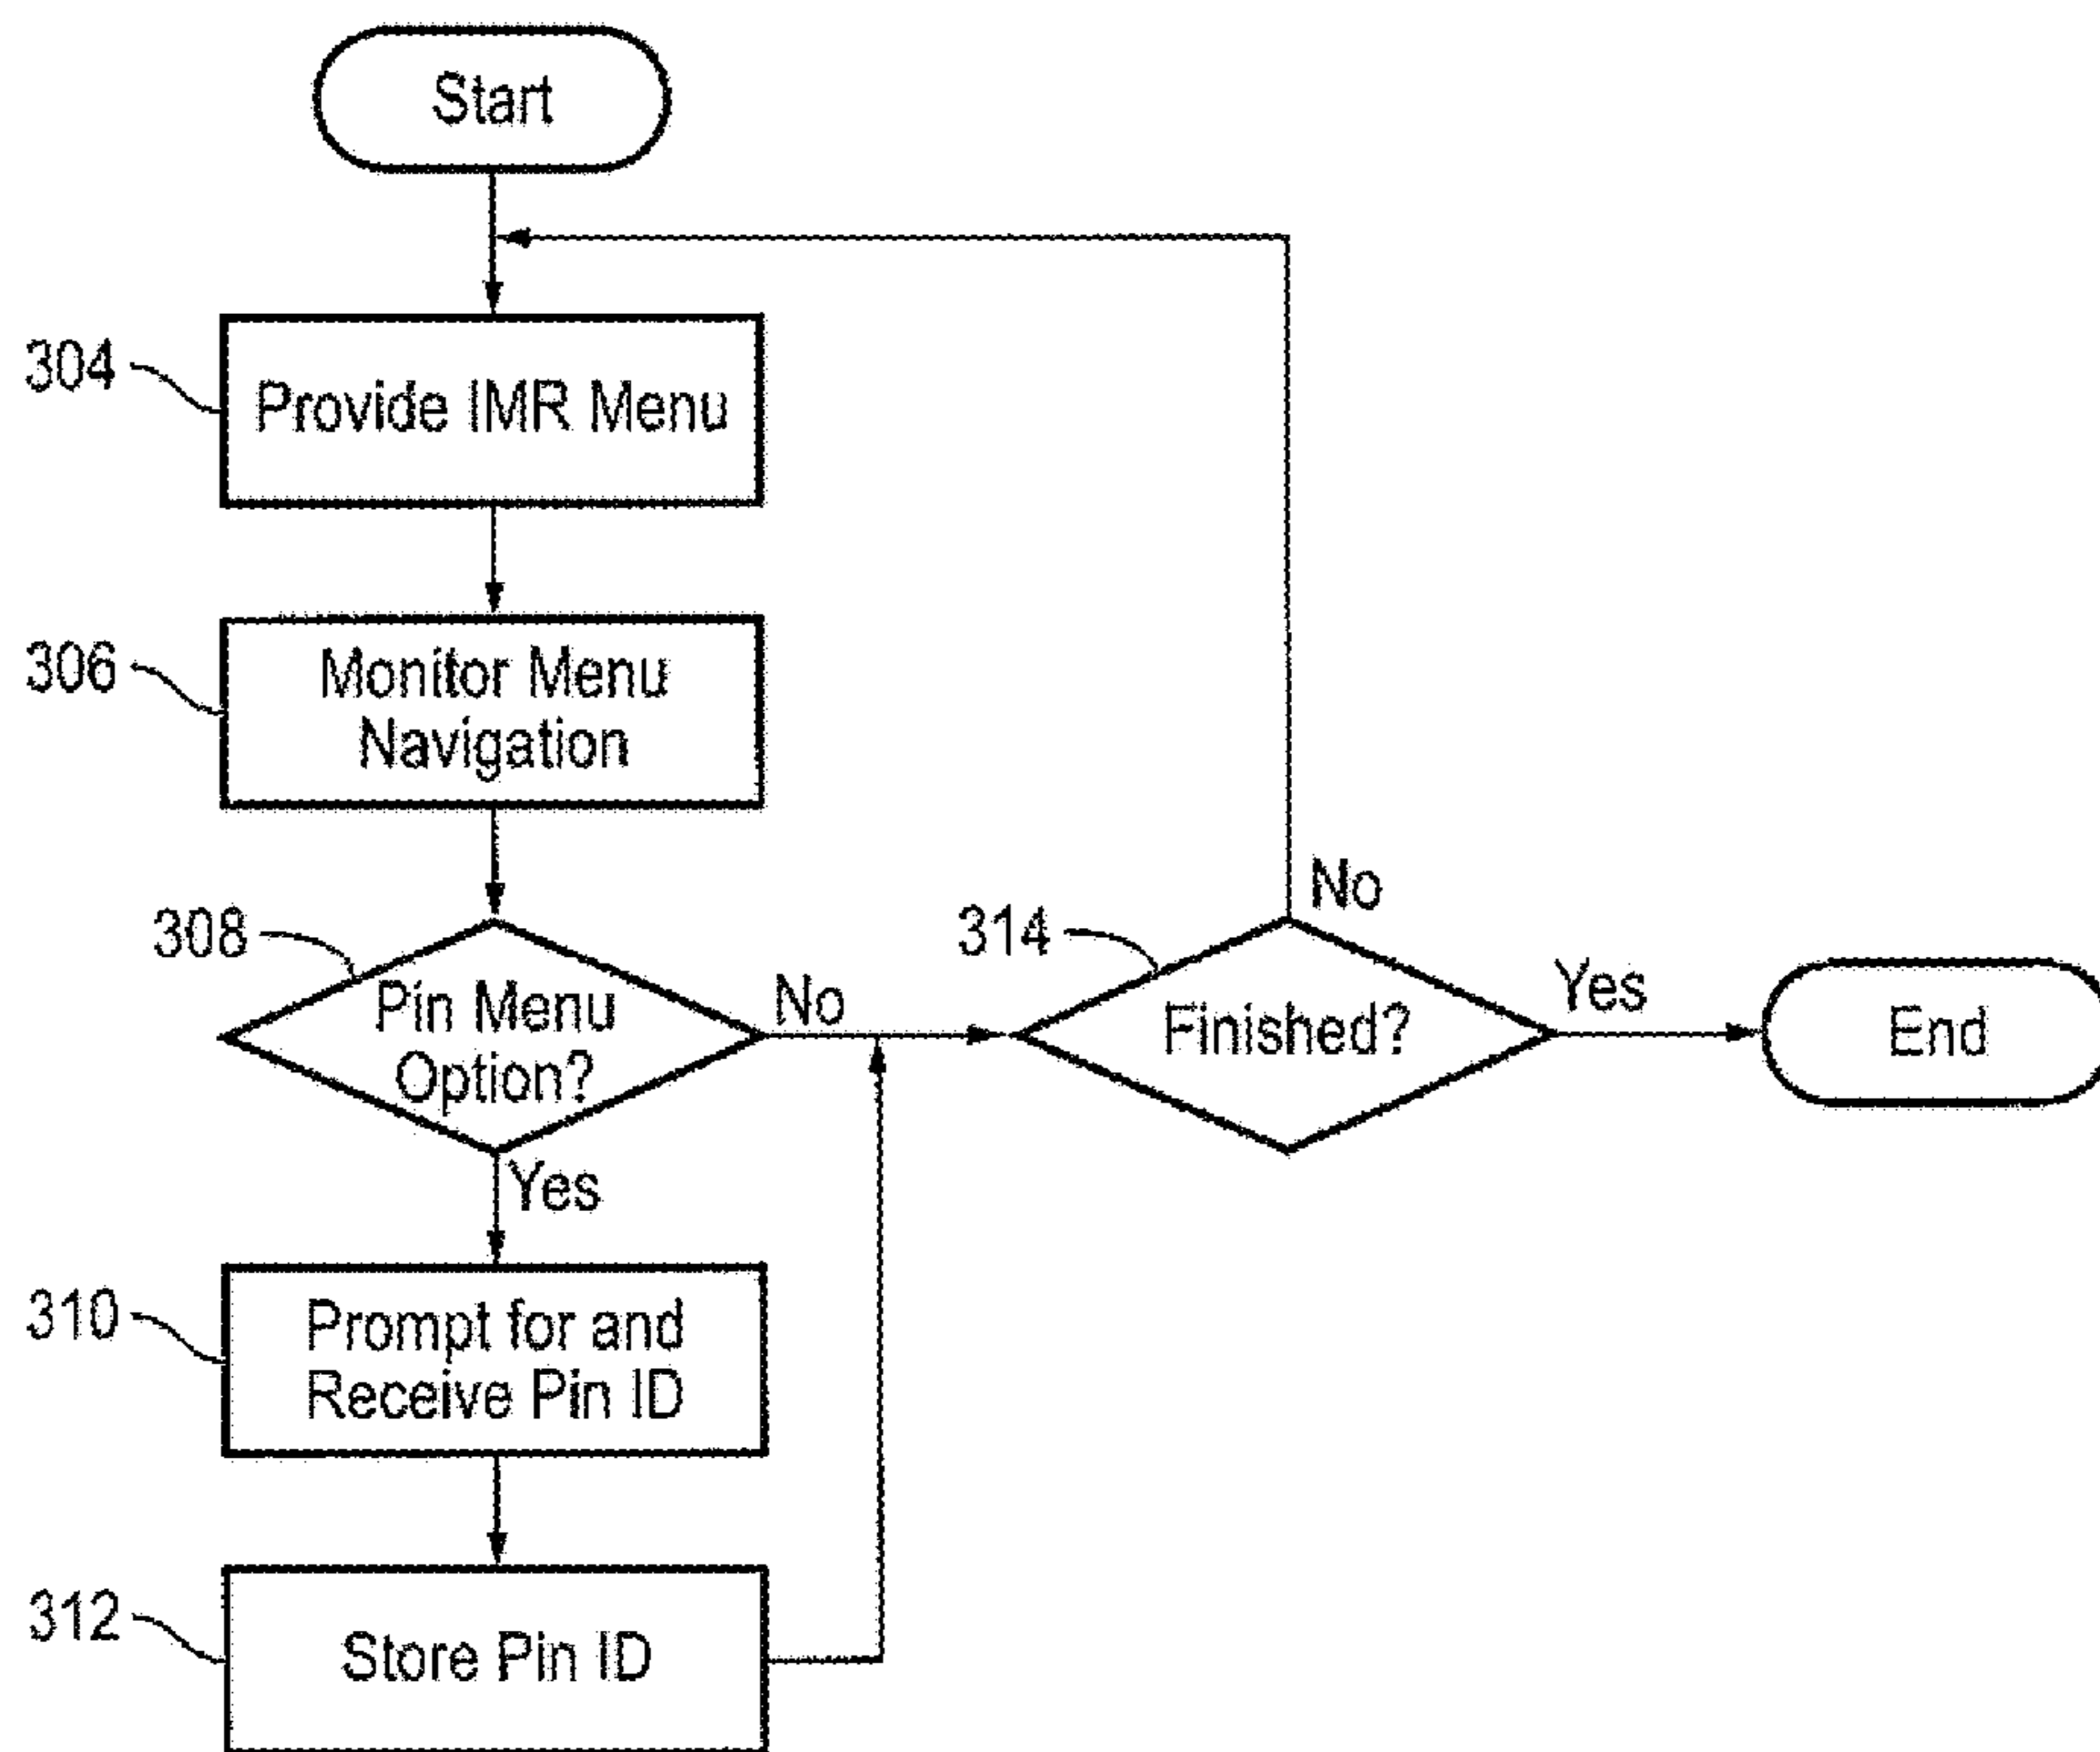 Start
304
Provide IMR Menu
306
Monitor Menu
Navigation
308
Pin Menu
Option?
No
Yes
314
Finished?
No
Yes
End
310
Prompt for and
Receive Pin ID
312
Store Pin ID